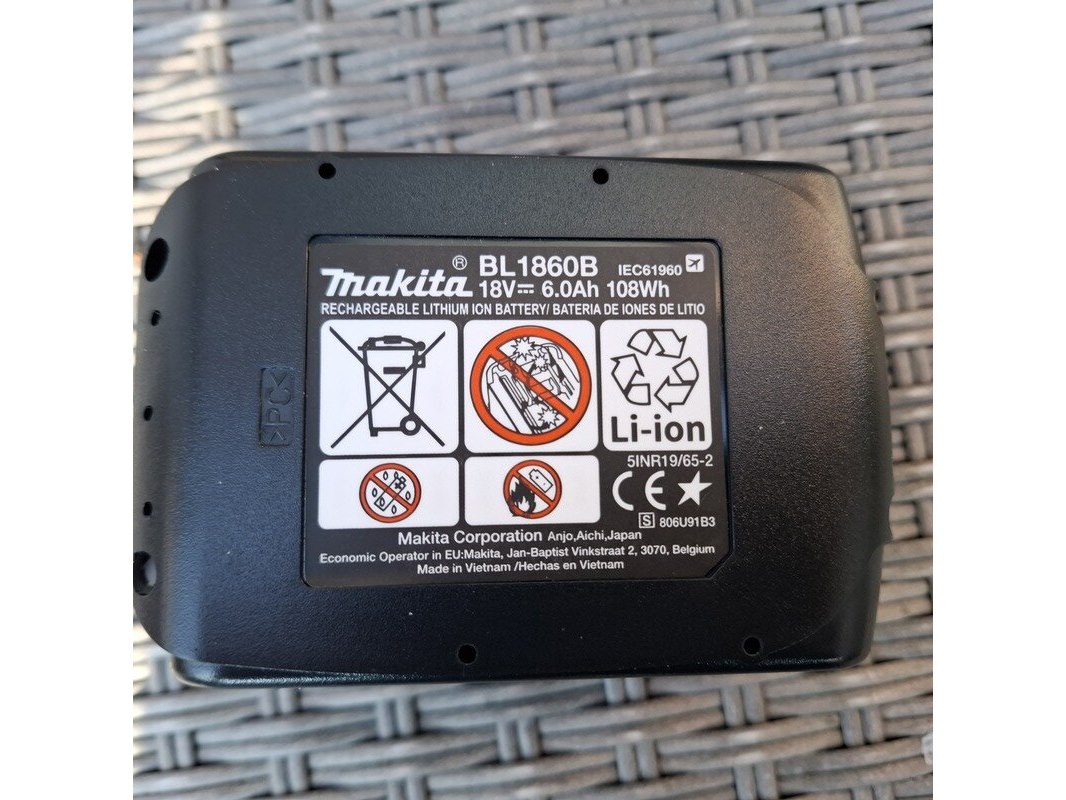 makita® BL1860B IEC61960
18V⎓ 6.0Ah 108Wh
RECHARGEABLE LITHIUM ION BATTERY/ BATERIA DE IONES DE LITIO
>PC<
Li-ion
5INR19/65-2
CE
S 806U91B3
Makita Corporation Anjo,Aichi,Japan
Economic Operator in EU:Makita, Jan-Baptist Vinkstraat 2, 3070, Belgium
Made in Vietnam /Hechas en Vietnam